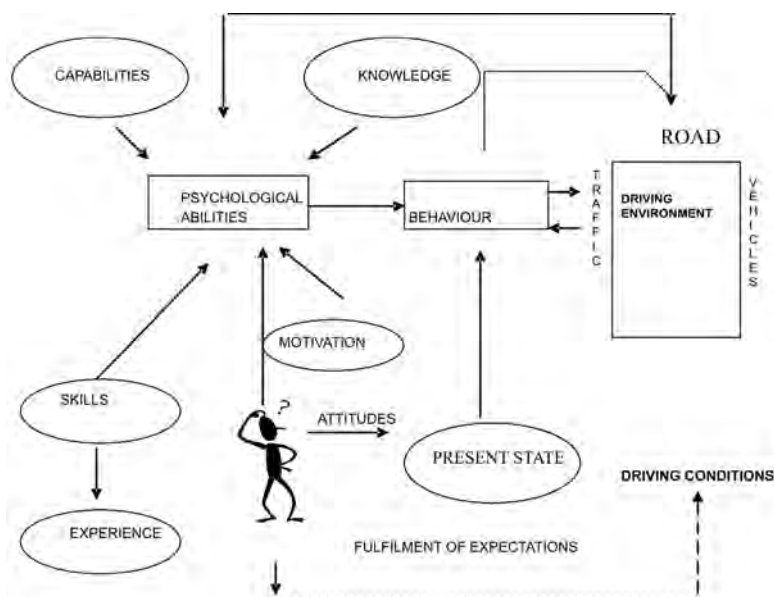 CAPABILITIES
KNOWLEDGE
ROAD
PSYCHOLOGICAL
ABILITIES
BEHAVIOUR
TRAFFIC
DRIVING
ENVIRONMENT
VEHICLES
MOTIVATION
SKILLS
?
ATTITUDES
PRESENT STATE
DRIVING CONDITIONS
EXPERIENCE
FULFILMENT OF EXPECTATIONS